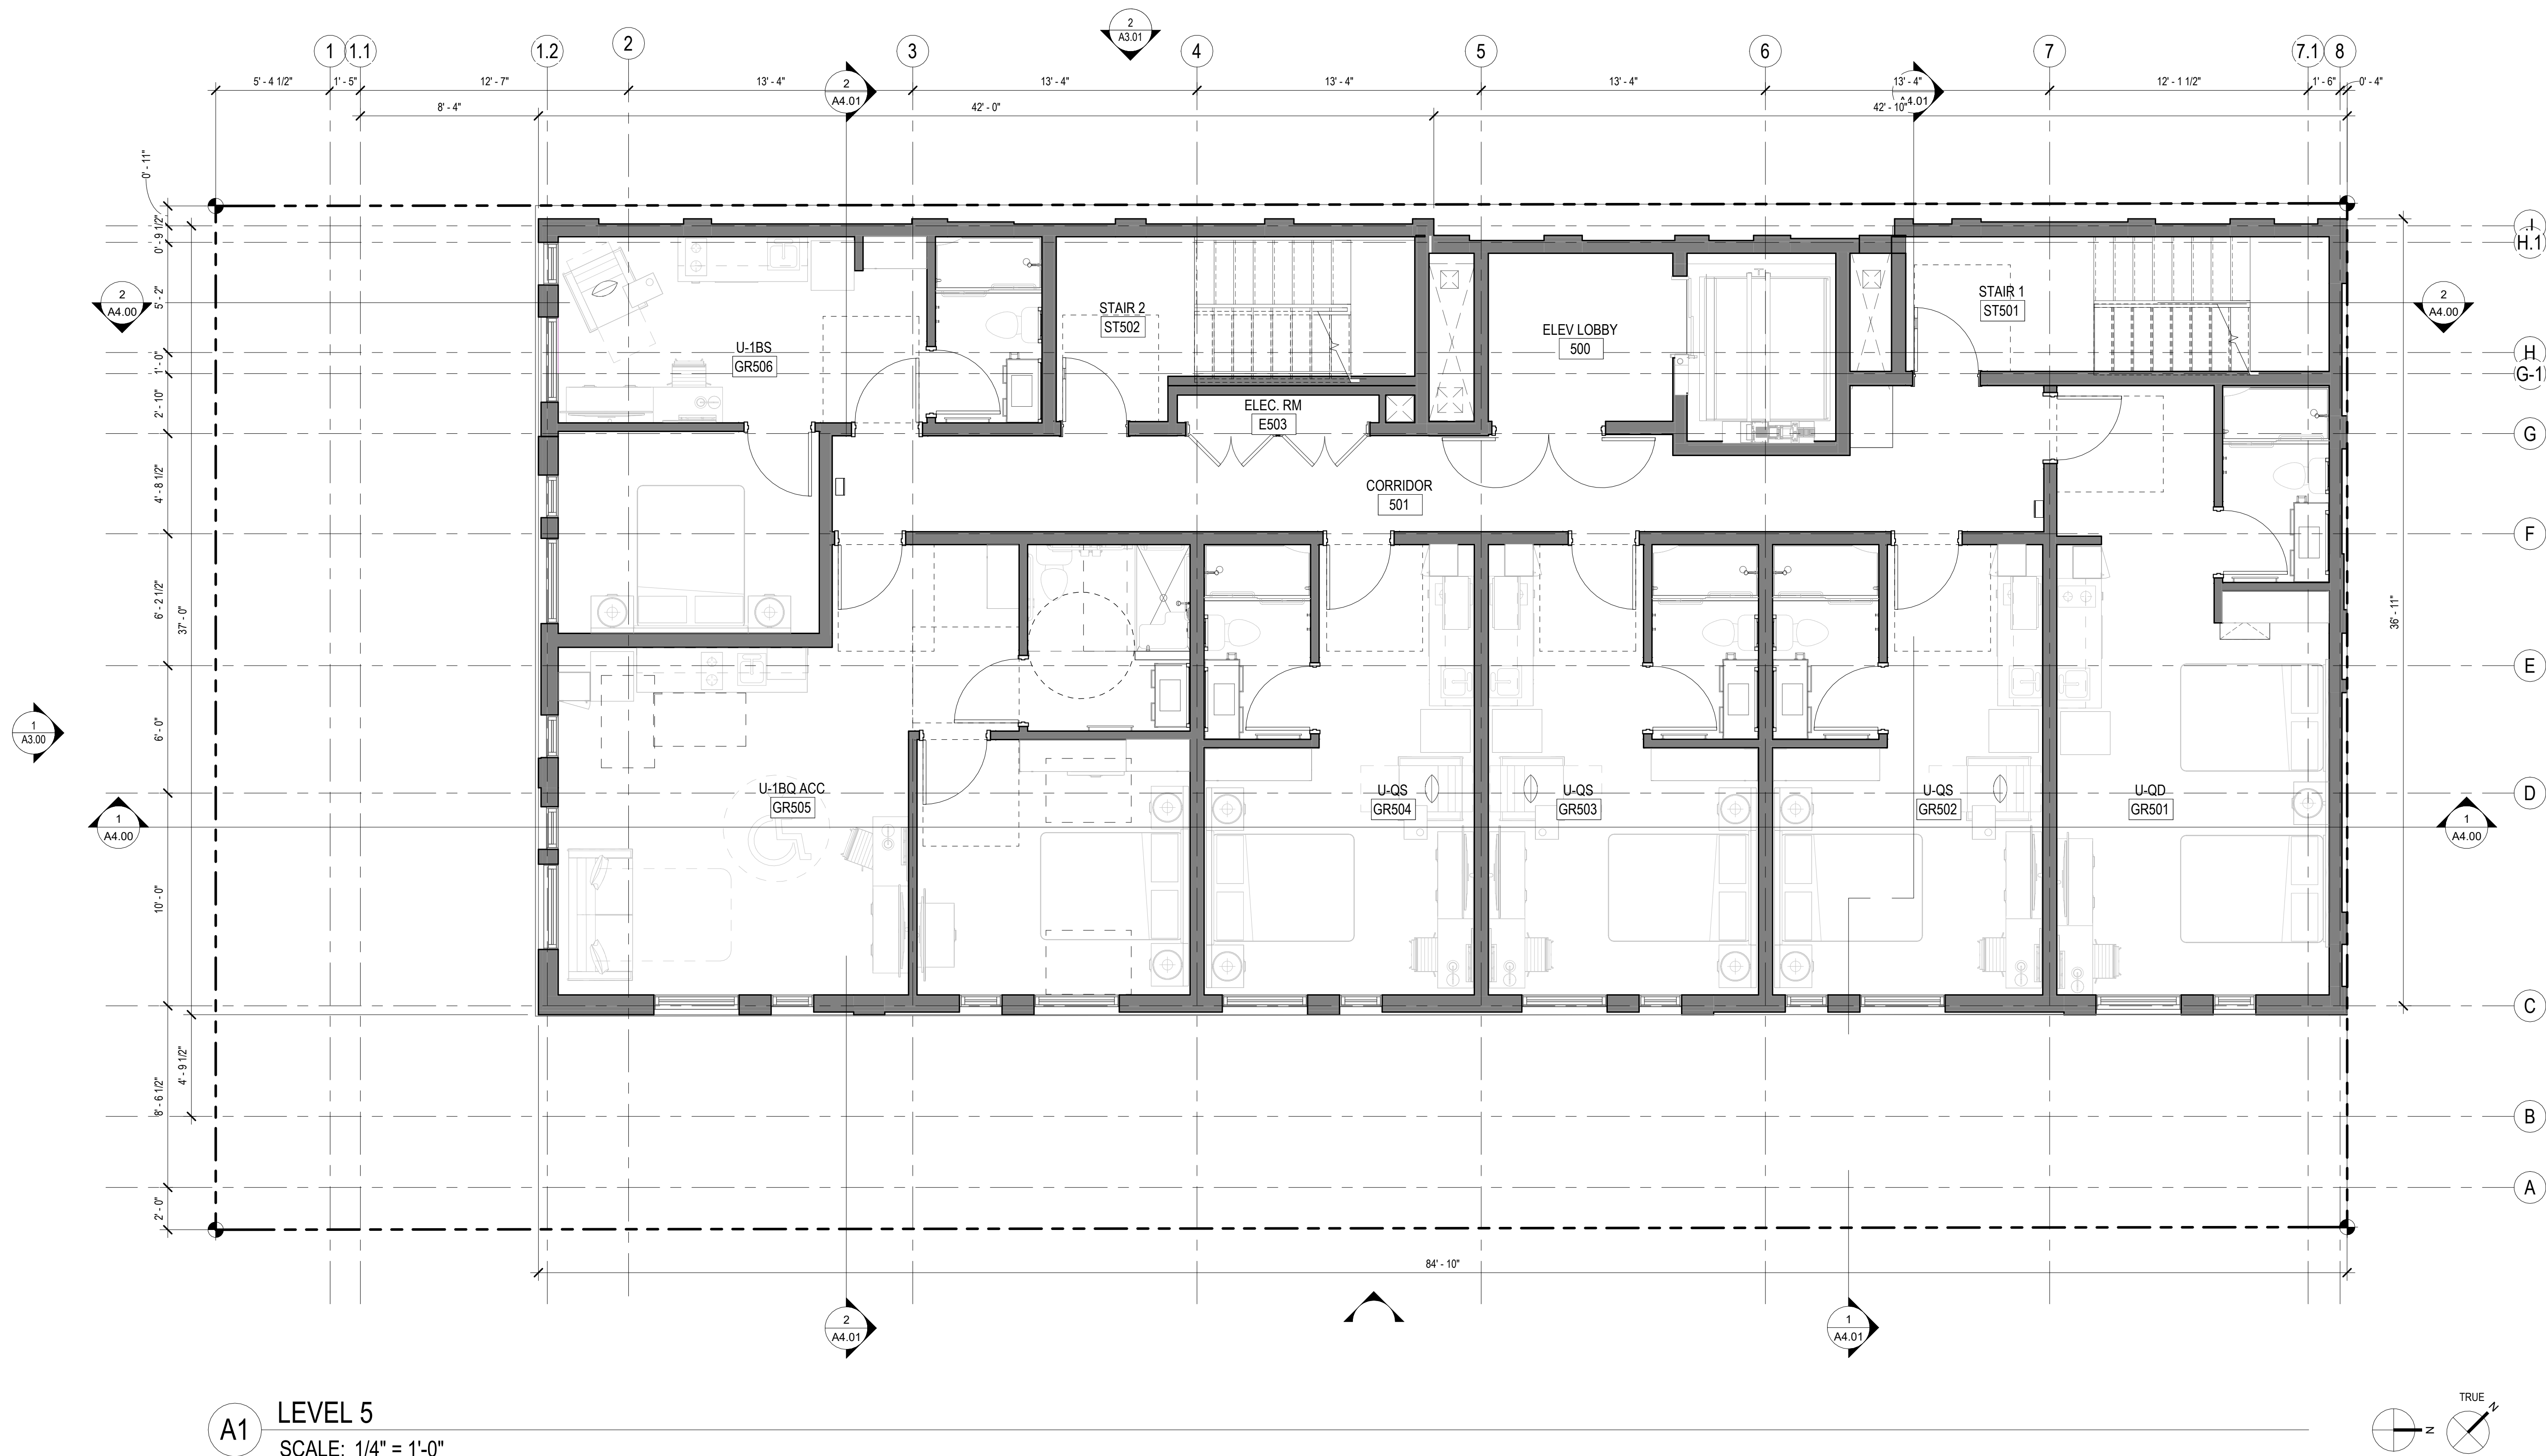 2
A3.01
1
1.1
1.2
2
3
4
5
6
7
7.1
8
5' - 4 1/2"
1' - 5"
12' - 7"
13' - 4"
13' - 4"
13' - 4"
13' - 4"
13' - 4"
12' - 1 1/2"
1' - 6"
0' - 4"
2
A4.01
A4.01
8' - 4"
42' - 0"
42' - 10"
0' - 11"
0' - 9 1/2"
5' - 2"
1' - 0"
2' - 10"
4' - 8 1/2"
6' - 2 1/2"
37' - 0"
6' - 0"
10' - 0"
8' - 6 1/2"
4' - 9 1/2"
2' - 0"
36' - 11"
84' - 10"
I
H.1
H
G-1
G
F
E
D
C
B
A
2
A4.00
2
A4.00
1
A3.00
1
A4.00
1
A4.00
STAIR 2
ST502
STAIR 1
ST501
ELEV LOBBY
500
U-1BS
GR506
ELEC. RM
E503
CORRIDOR
501
U-1BQ ACC
GR505
U-QS
GR504
U-QS
GR503
U-QS
GR502
U-QD
GR501
2
A4.01
1
A4.01
A1
LEVEL 5
SCALE: 1/4" = 1'-0"
N
TRUE
N